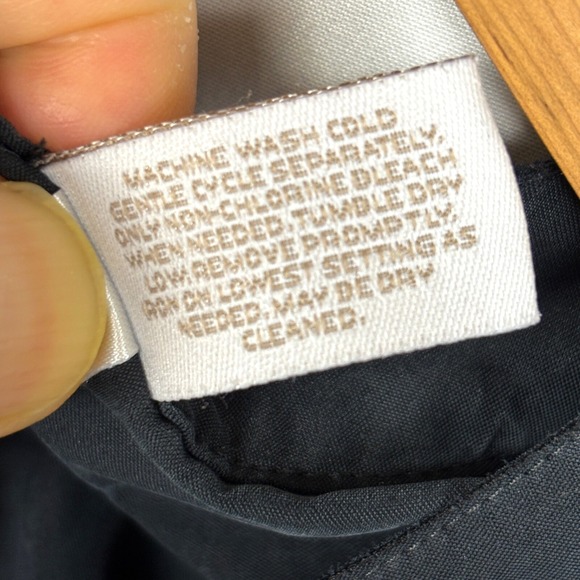 MACHINE WASH COLD
GENTLE CYCLE SEPARATELY.
ONLY NON-CHLORINE BLEACH
WHEN NEEDED. TUMBLE DRY
LOW. REMOVE PROMPTLY.
IRON ON LOWEST SETTING AS
NEEDED. MAY BE DRY
CLEANED.